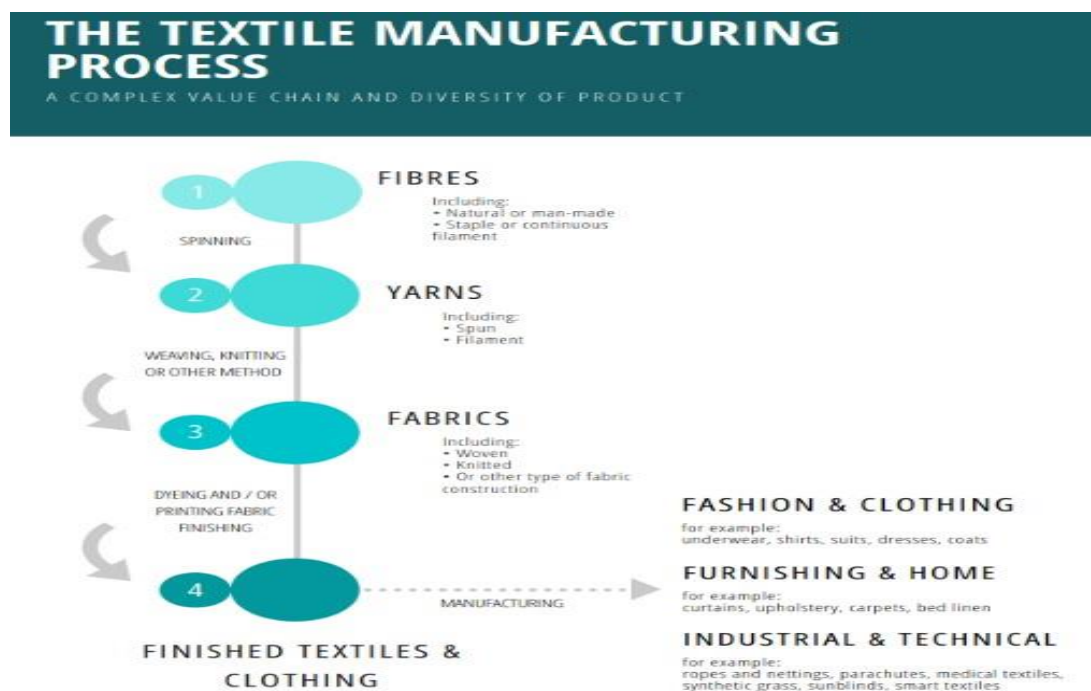 THE TEXTILE MANUFACTURING
PROCESS
A COMPLEX VALUE CHAIN AND DIVERSITY OF PRODUCT
1
FIBRES
Including:
• Natural or man-made
• Staple or continuous
filament
SPINNING
2
YARNS
Including:
• Spun
• Filament
WEAVING, KNITTING
OR OTHER METHOD
3
FABRICS
Including:
• Woven
• Knitted
• Or other type of fabric
construction
DYEING AND / OR
PRINTING FABRIC
FINISHING
4
FINISHED TEXTILES &
CLOTHING
MANUFACTURING
FASHION & CLOTHING
for example:
underwear, shirts, suits, dresses, coats
FURNISHING & HOME
for example:
curtains, upholstery, carpets, bed linen
INDUSTRIAL & TECHNICAL
for example:
ropes and nettings, parachutes, medical textiles,
synthetic grass, sunblinds, smart textiles